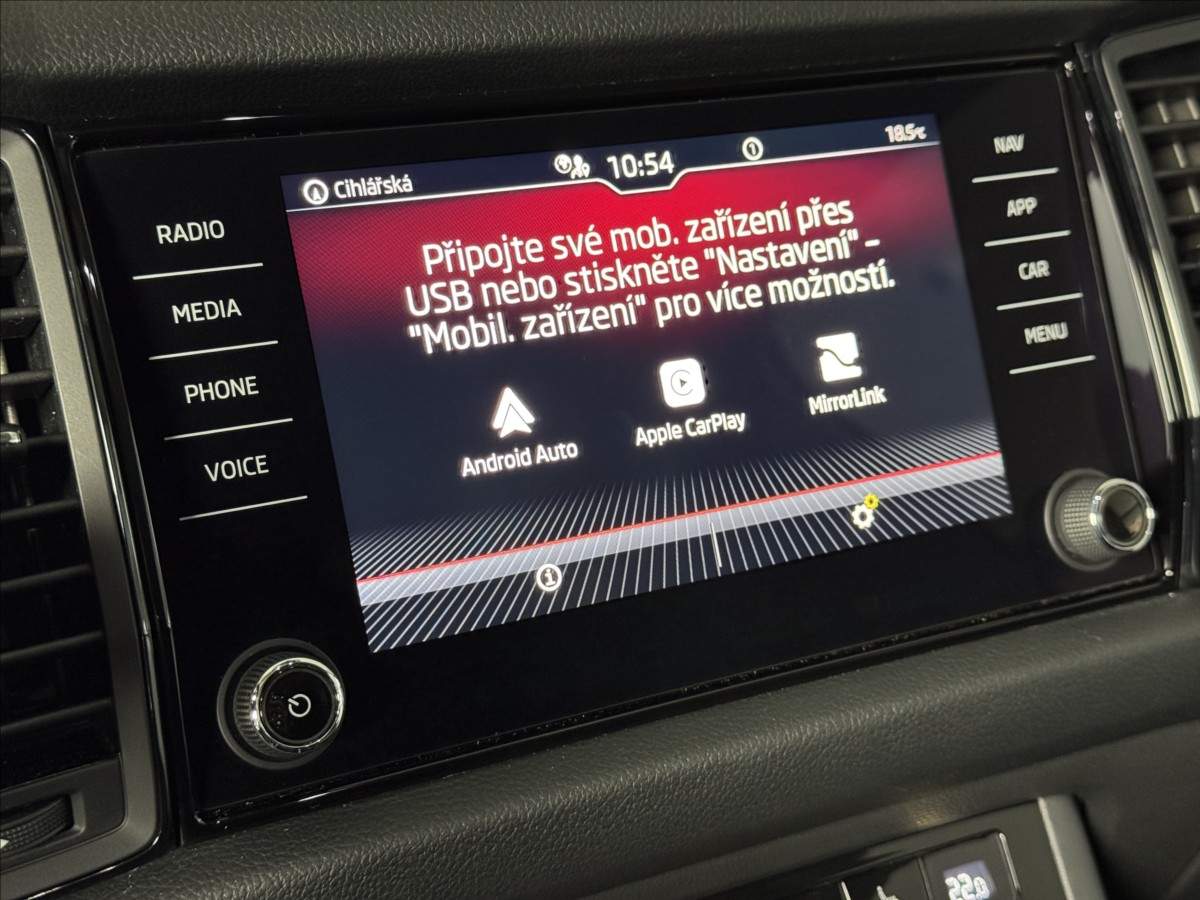 Cihlářská
10:54
1
18.5°C
RADIO
MEDIA
PHONE
VOICE
Připojte své mob. zařízení přes
USB nebo stiskněte "Nastavení" -
"Mobil. zařízení" pro více možností.
Android Auto
Apple CarPlay
MirrorLink
i
NAV
APP
CAR
MENU
22.0